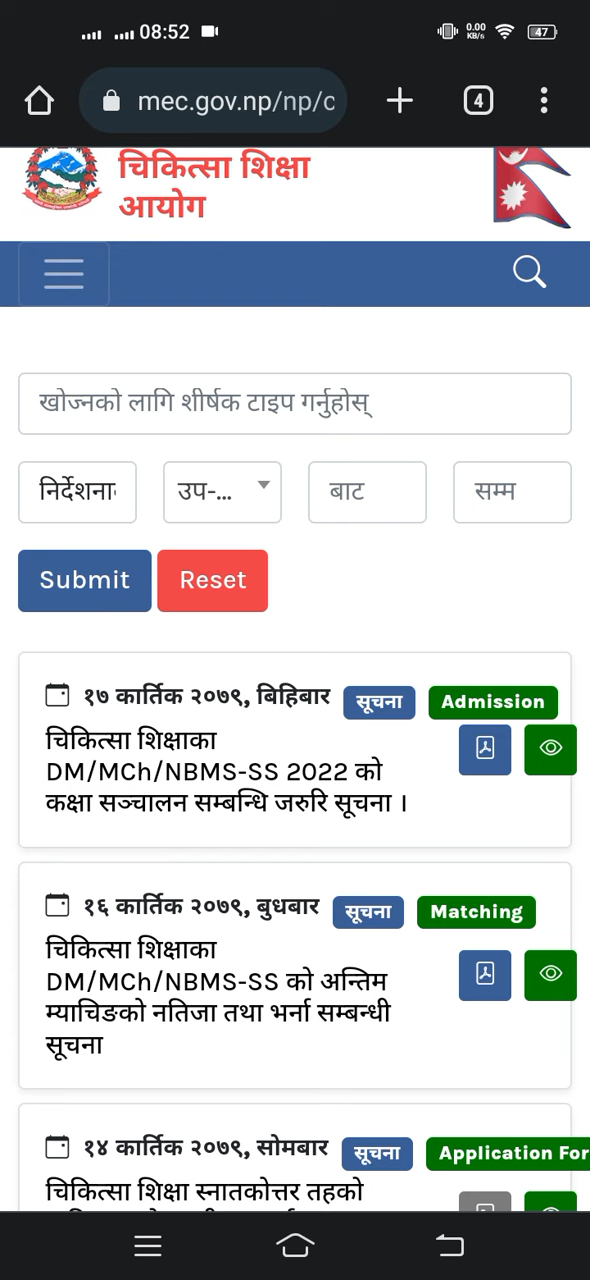 08:52
0.00
KB/s
47
mec.gov.np/np/c
4
चिकित्सा शिक्षा
आयोग
खोज्नको लागि शीर्षक टाइप गर्नुहोस्
निर्देशना
उप-...
बाट
सम्म
Submit
Reset
१७ कार्तिक २०७९, बिहिबार
सूचना
Admission
चिकित्सा शिक्षाका
DM/MCh/NBMS-SS 2022 को
कक्षा सञ्चालन सम्बन्धि जरुरि सूचना ।
१६ कार्तिक २०७९, बुधबार
सूचना
Matching
चिकित्सा शिक्षाका
DM/MCh/NBMS-SS को अन्तिम
म्याचिङको नतिजा तथा भर्ना सम्बन्धी
सूचना
१४ कार्तिक २०७९, सोमबार
सूचना
Application For
चिकित्सा शिक्षा स्नातकोत्तर तहको